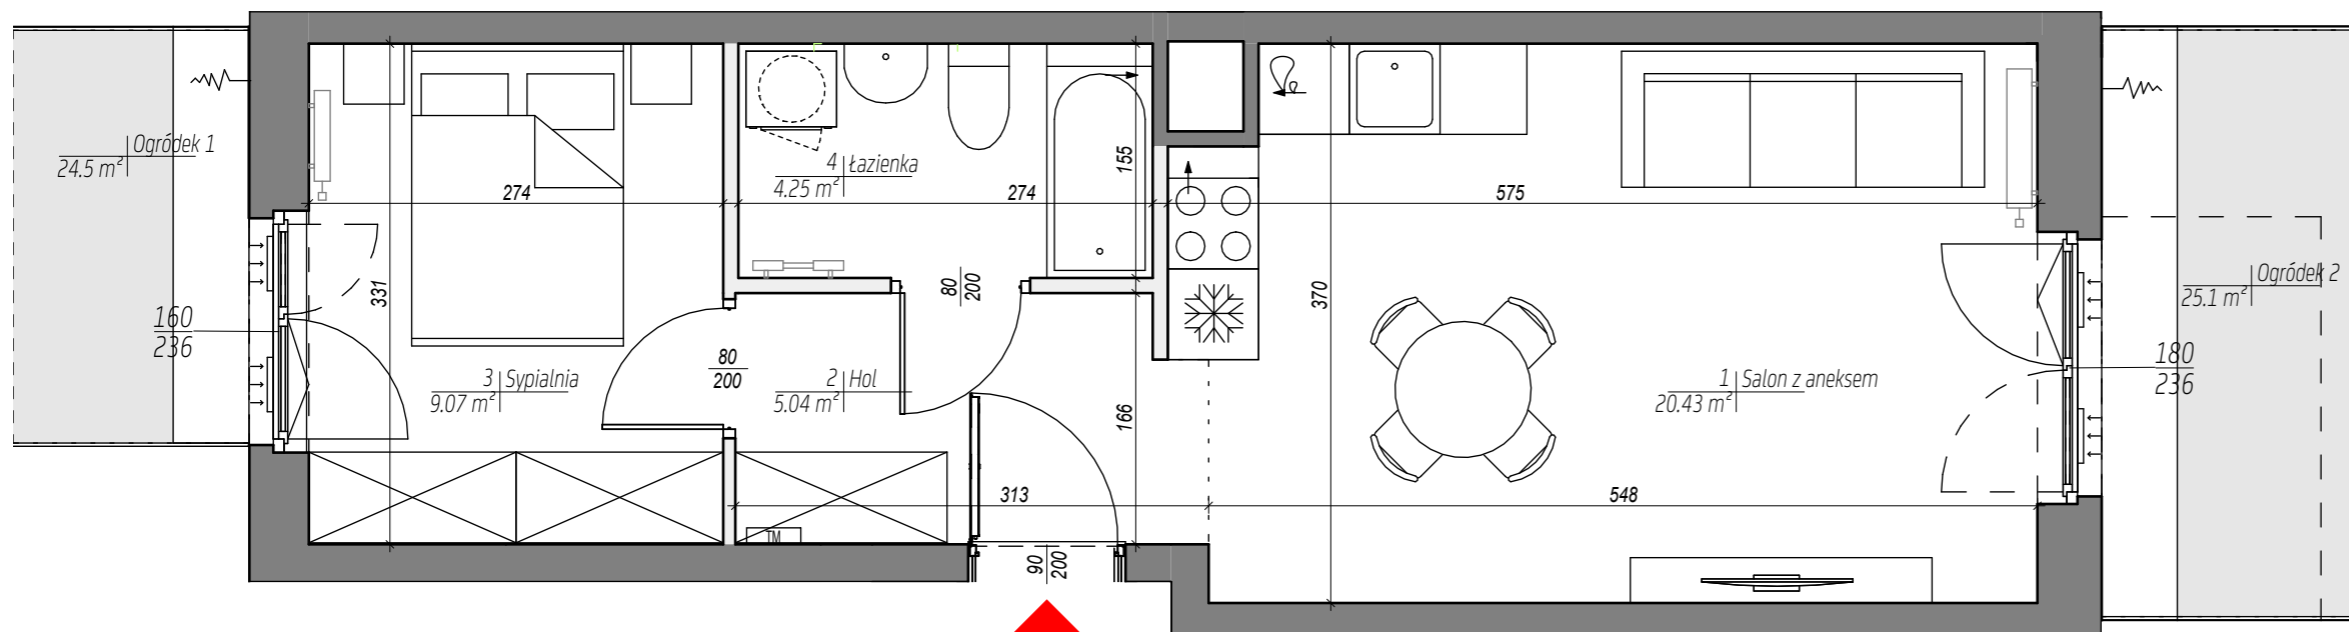 Ogródek 1
24.5 m²
160
236
274
331
3 Sypialnia
9.07 m²
4 Łazienka
4.25 m²
274
155
80
200
80
200
2 Hol
5.04 m²
166
313
TM
90
200
575
370
548
1 Salon z aneksem
20.43 m²
180
236
Ogródek 2
25.1 m²